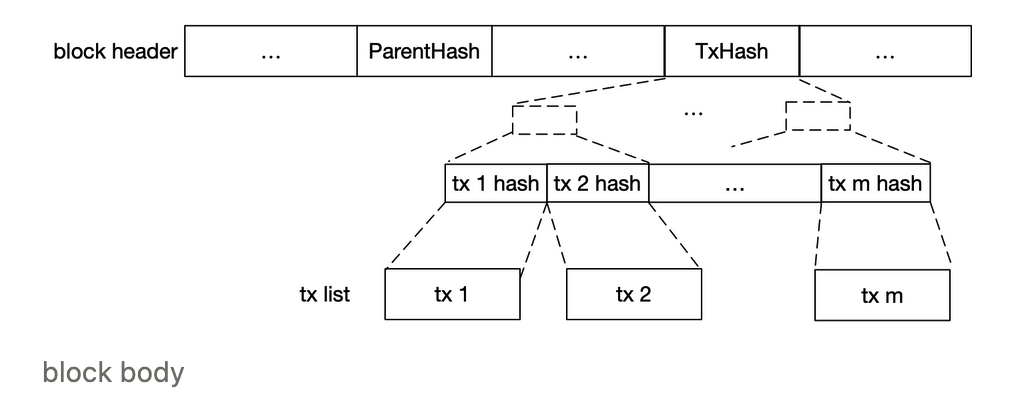 block header ... ParentHash ... TxHash ...
...
tx 1 hash tx 2 hash ... tx m hash
tx list tx 1 tx 2 tx m
block body